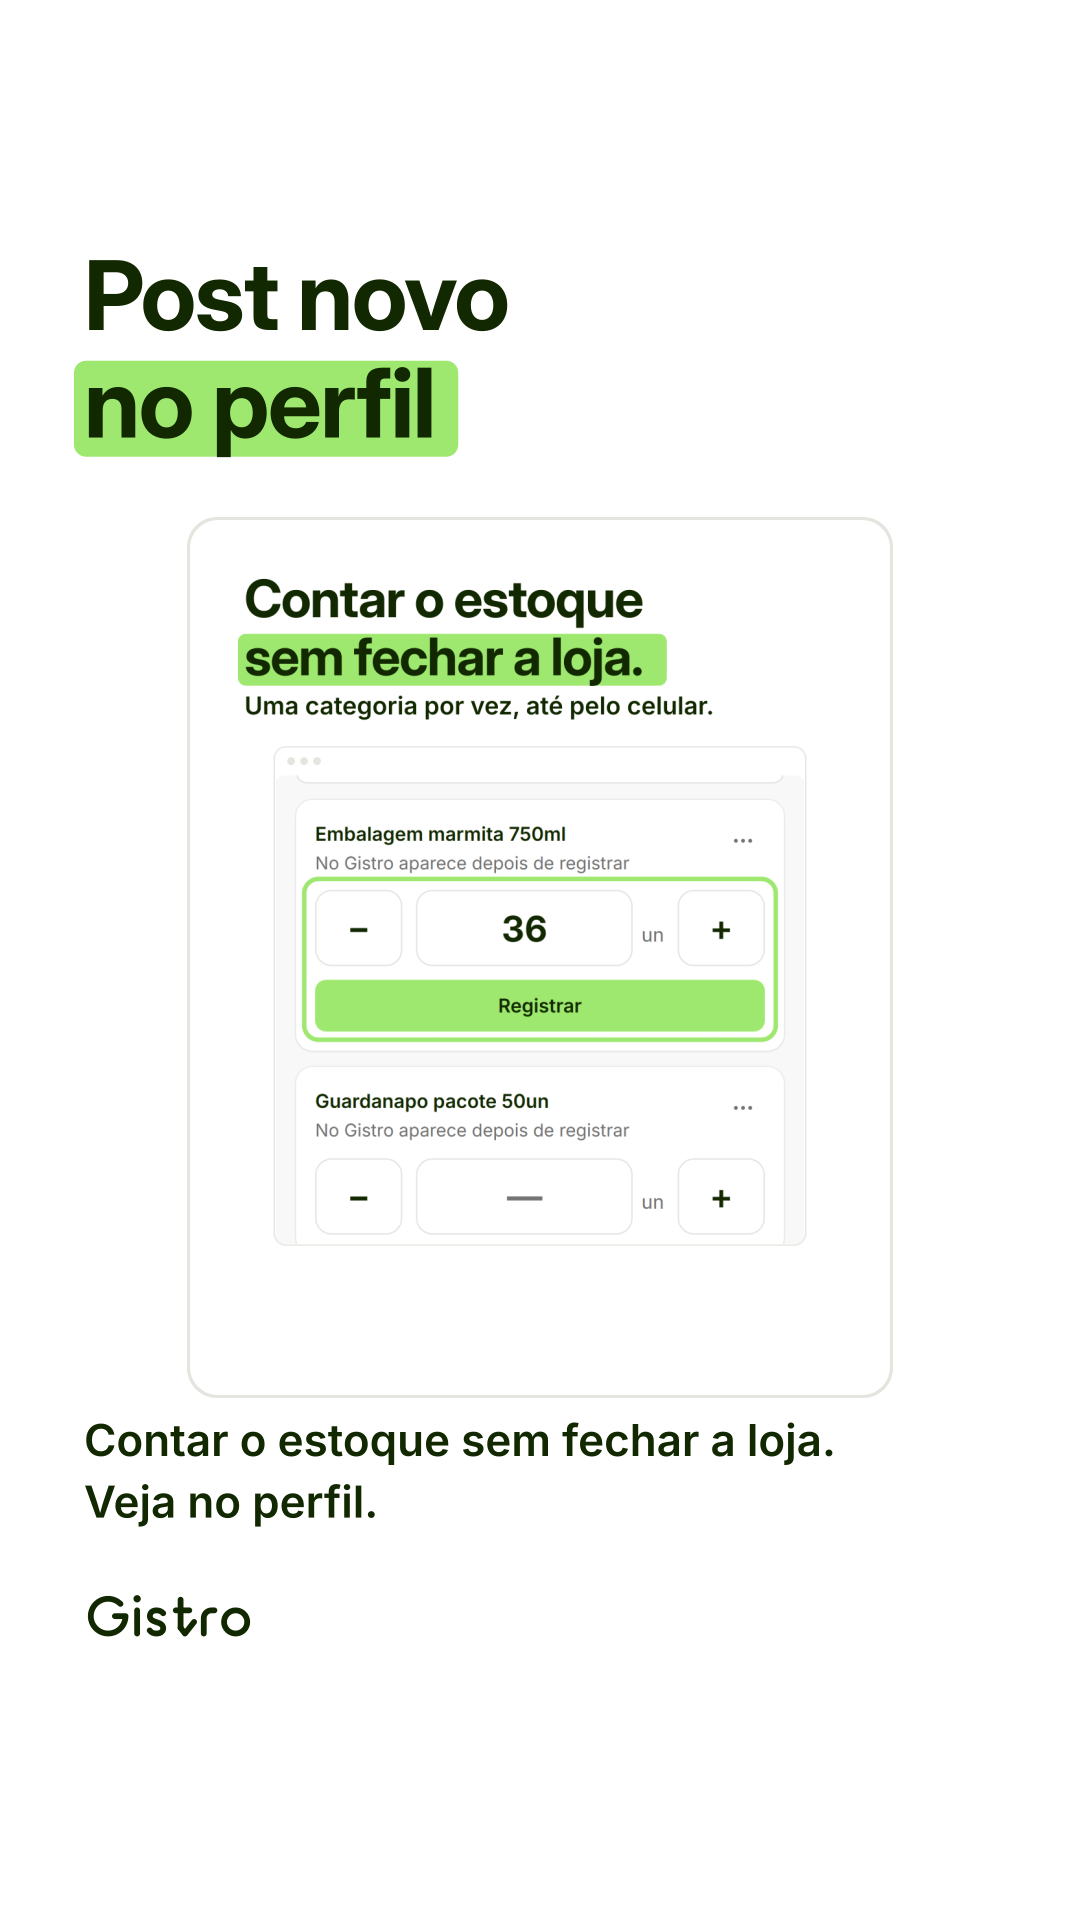 Post novo
no perfil
Contar o estoque
sem fechar a loja.
Uma categoria por vez, até pelo celular.
Embalagem marmita 750ml
...
No Gistro aparece depois de registrar
− 36 un +
Registrar
Guardanapo pacote 50un
...
No Gistro aparece depois de registrar
− — un +
Contar o estoque sem fechar a loja.
Veja no perfil.
Gistro